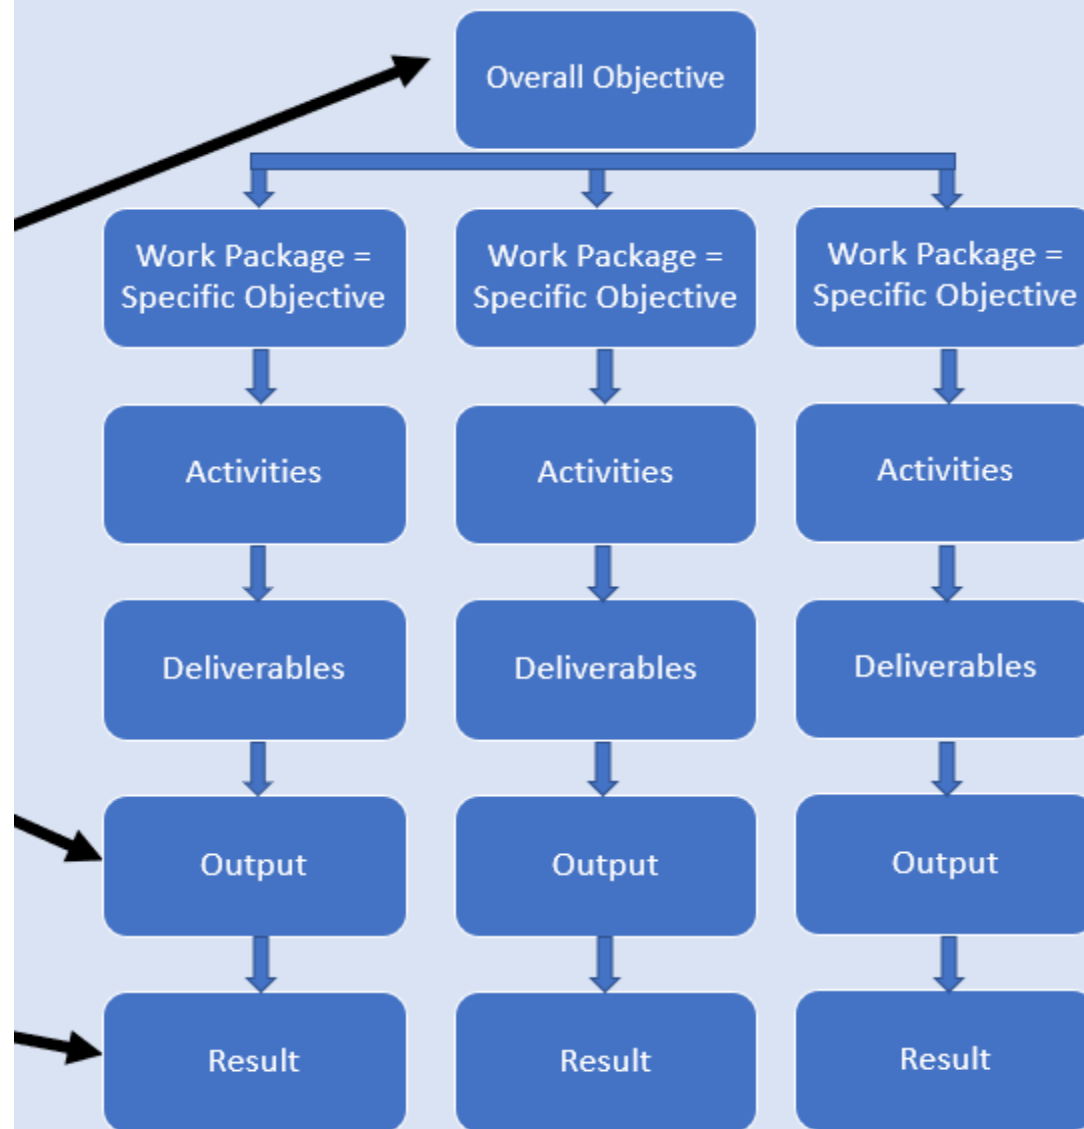 Overall Objective
Work Package =
Specific Objective
Work Package =
Specific Objective
Work Package =
Specific Objective
Activities
Activities
Activities
Deliverables
Deliverables
Deliverables
Output
Output
Output
Result
Result
Result